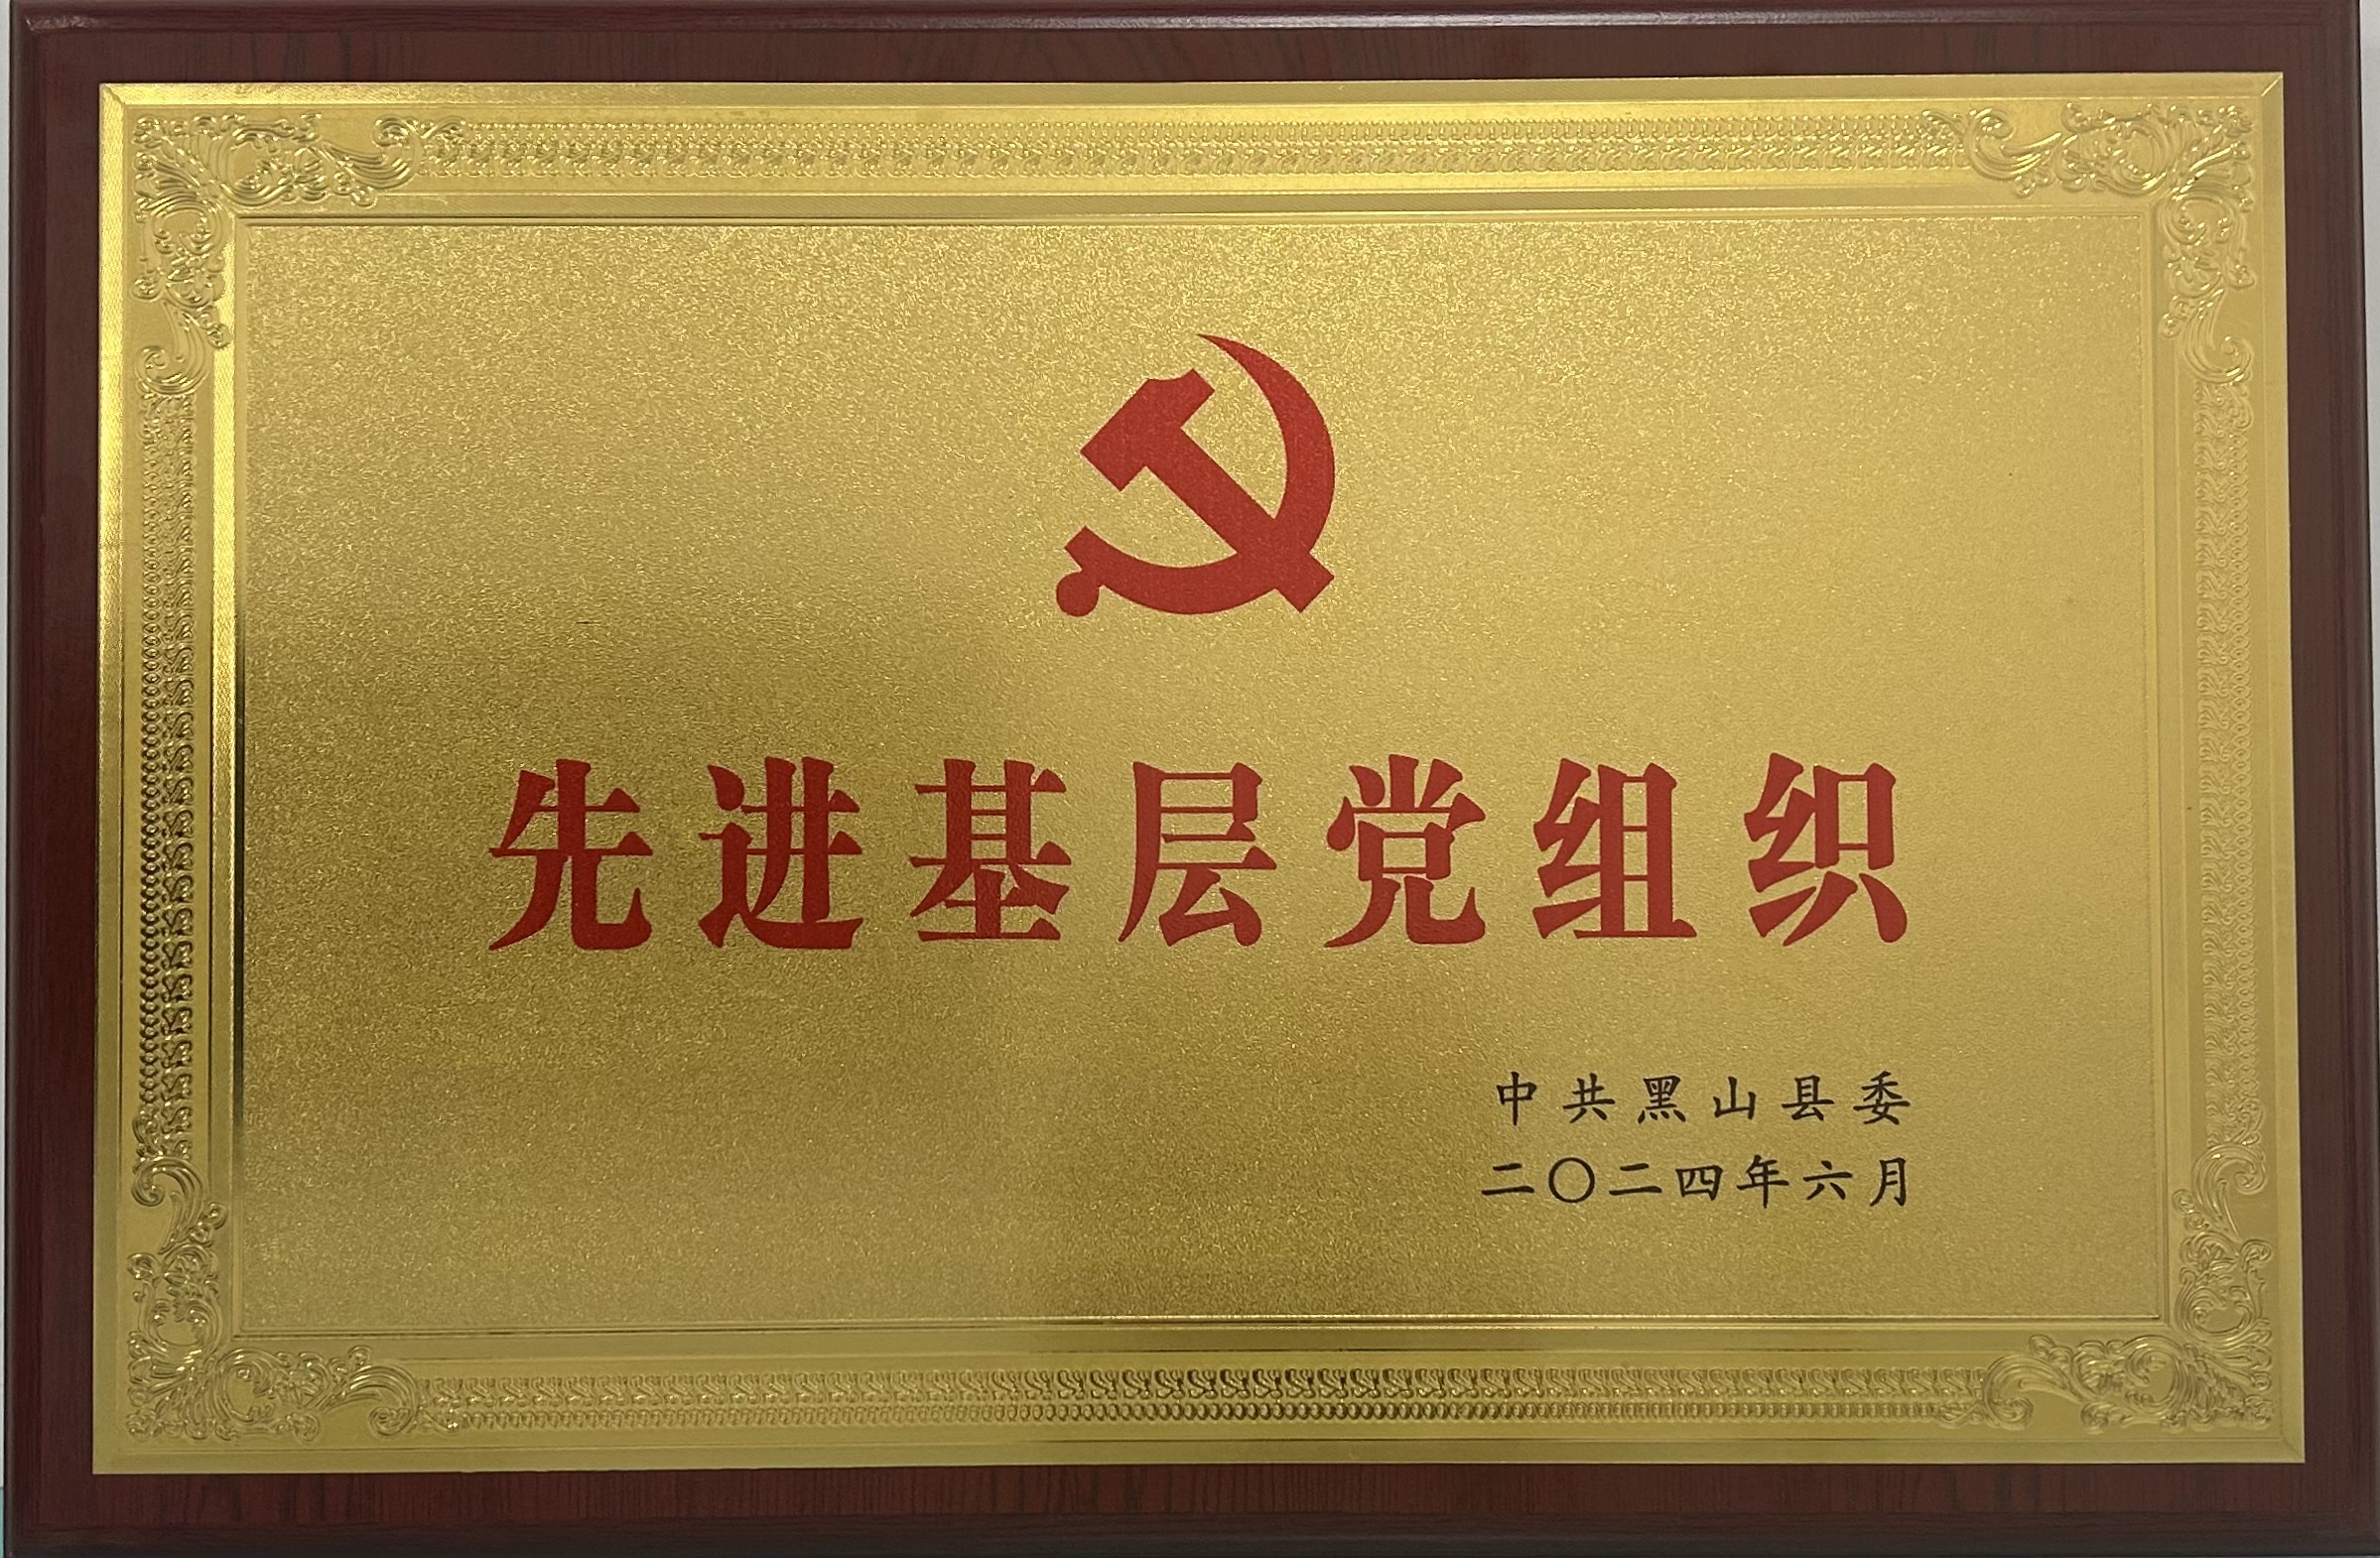 先进基层党组织
中共黑山县委
二〇二四年六月